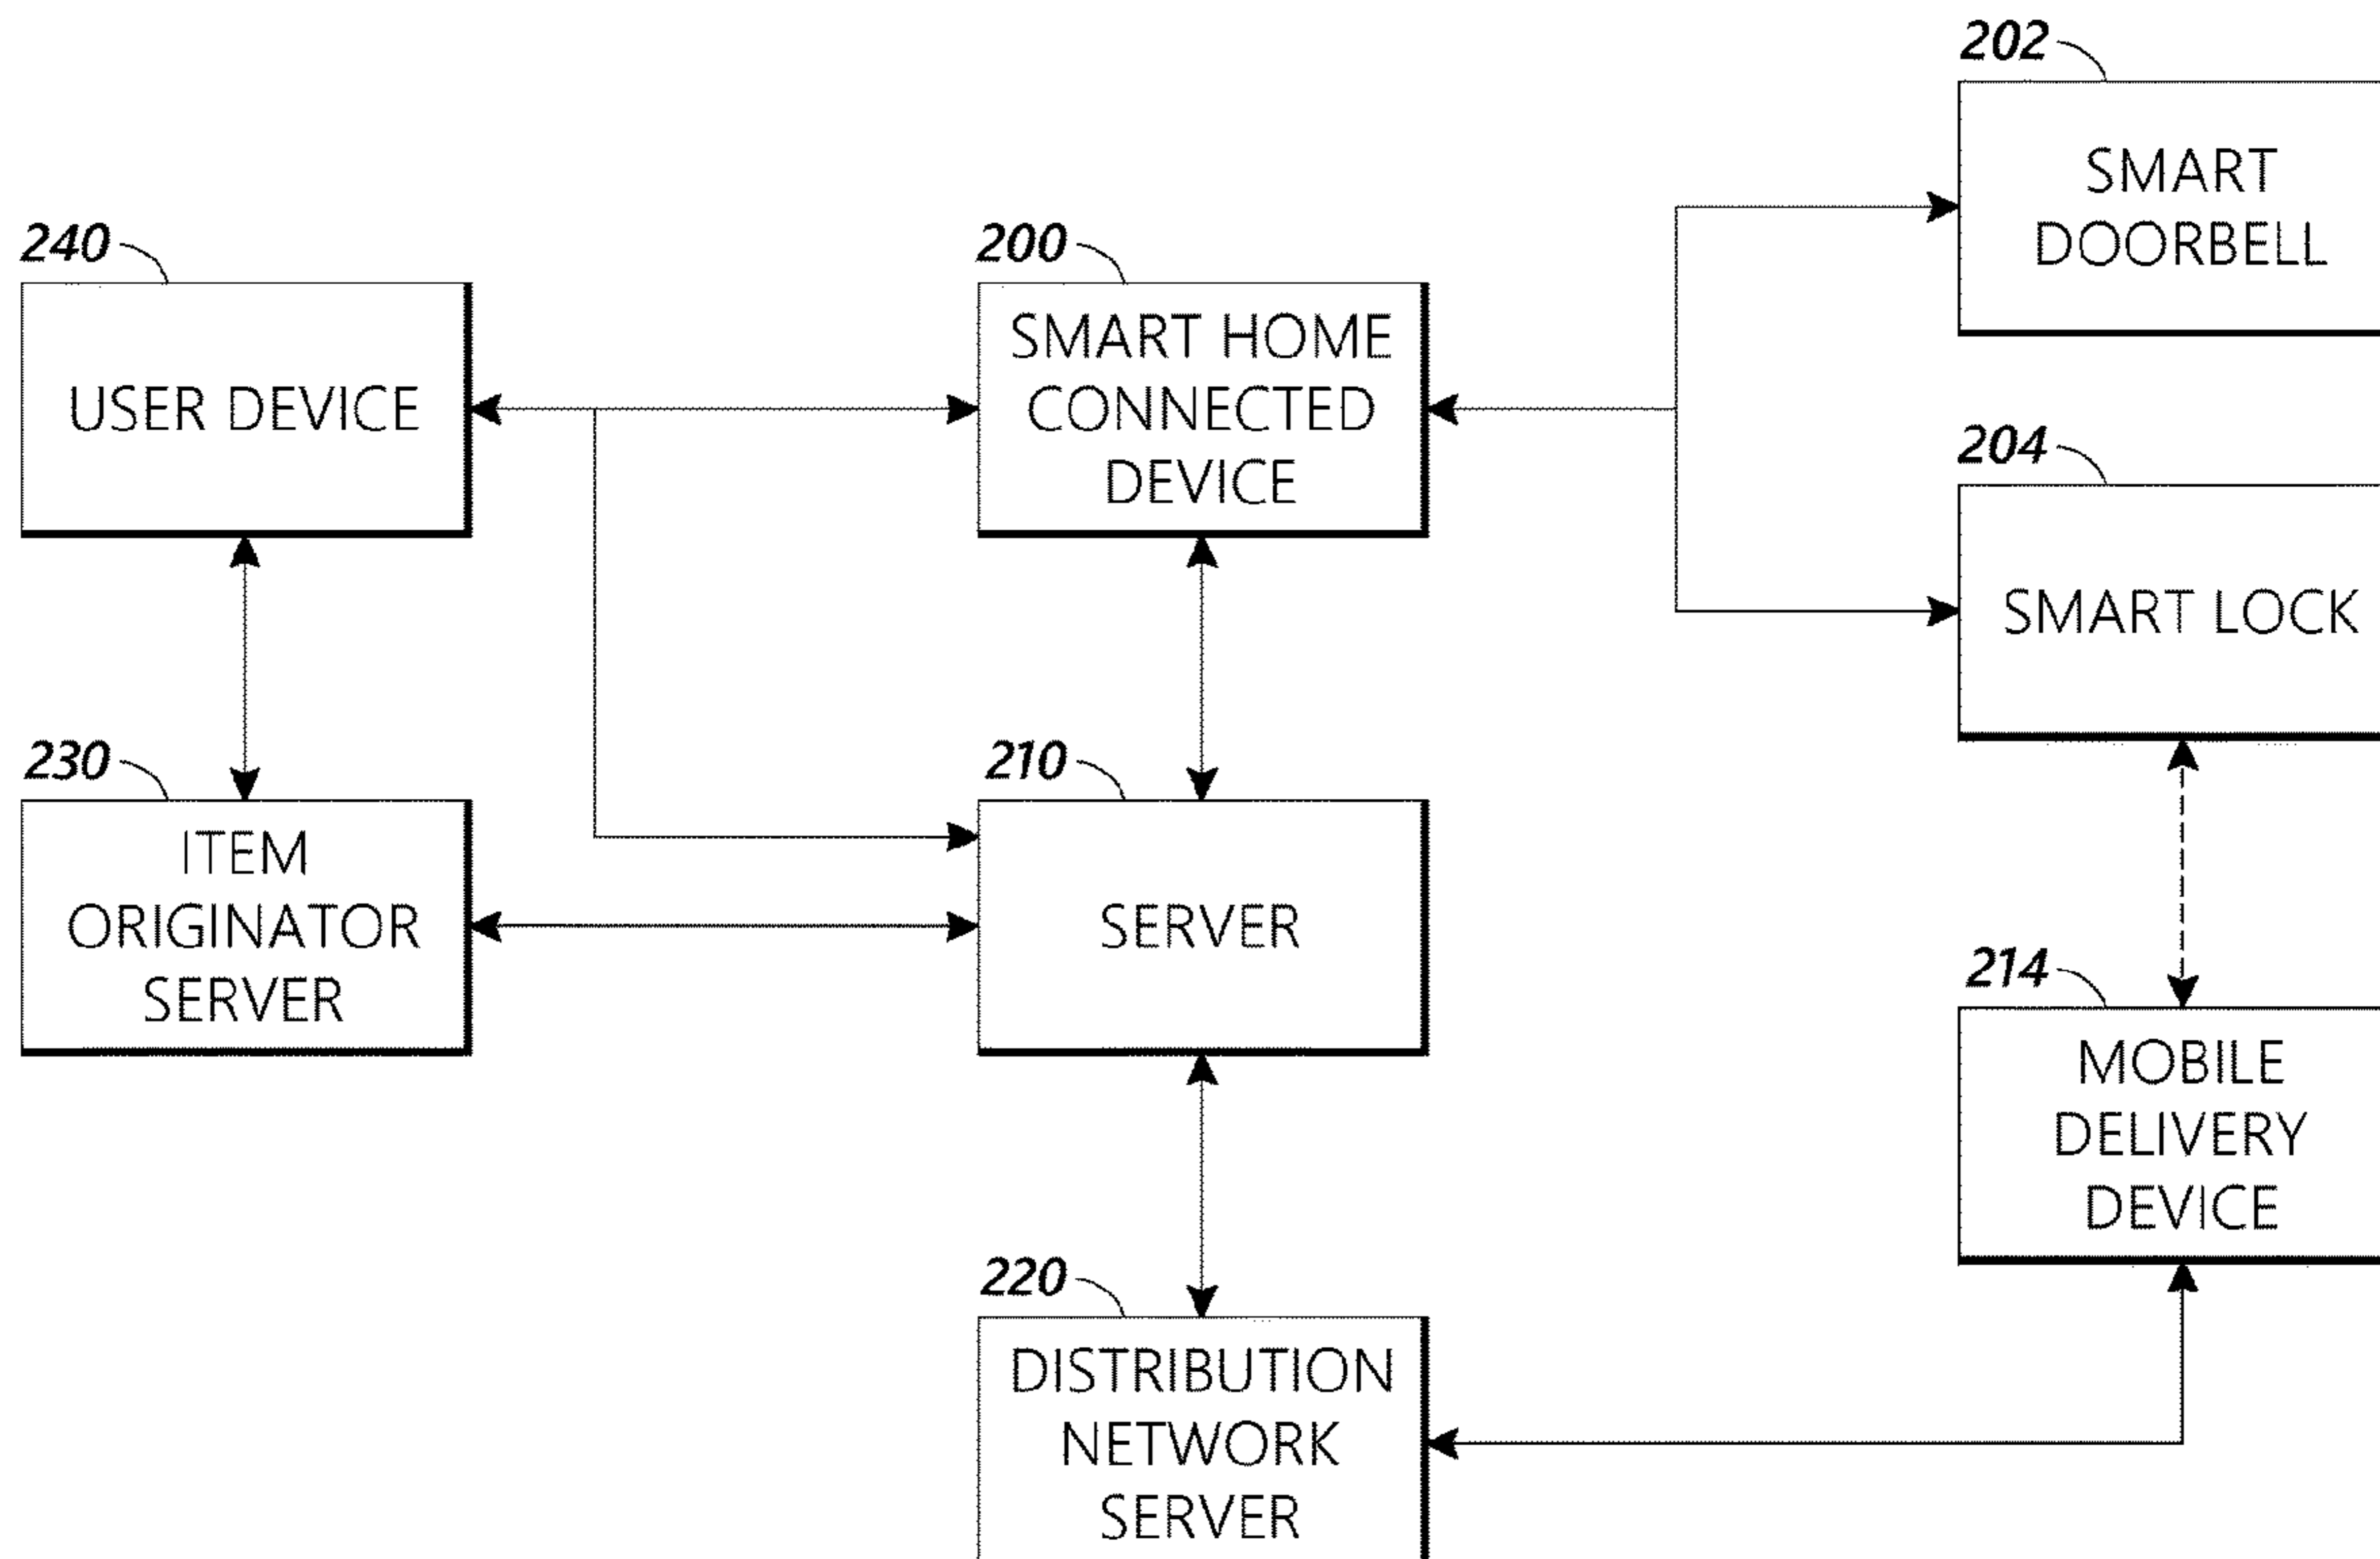 202
SMART
DOORBELL
240
USER DEVICE
200
SMART HOME
CONNECTED
DEVICE
204
SMART LOCK
230
ITEM
ORIGINATOR
SERVER
210
SERVER
214
MOBILE
DELIVERY
DEVICE
220
DISTRIBUTION
NETWORK
SERVER